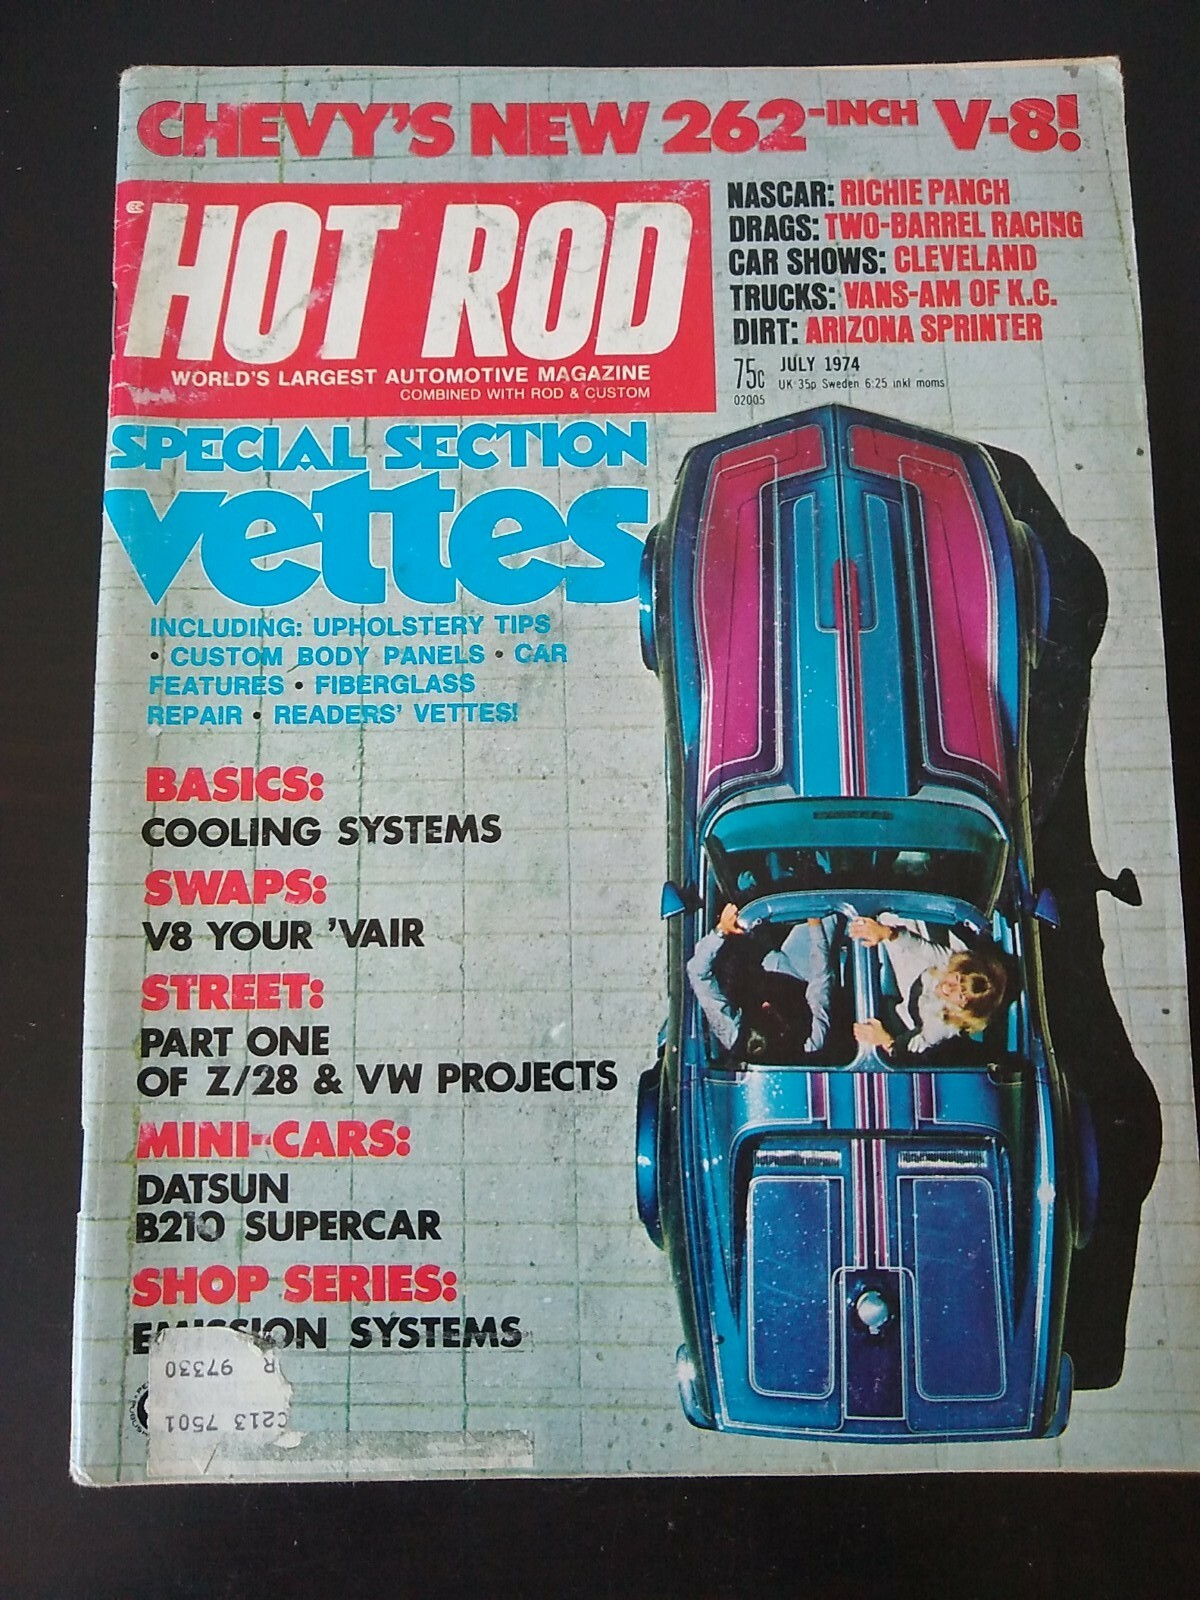 CHEVY'S NEW 262-INCH V-8!
HOT ROD
WORLD'S LARGEST AUTOMOTIVE MAGAZINE
COMBINED WITH ROD & CUSTOM
NASCAR: RICHIE PANCH
DRAGS: TWO-BARREL RACING
CAR SHOWS: CLEVELAND
TRUCKS: VANS-AM OF K.C.
DIRT: ARIZONA SPRINTER
75c JULY 1974
UK 35p Sweden 6:25 inkl moms
02005
SPECIAL SECTION
vettes
INCLUDING: UPHOLSTERY TIPS
• CUSTOM BODY PANELS • CAR
FEATURES • FIBERGLASS
REPAIR • READERS' VETTES!
BASICS:
COOLING SYSTEMS
SWAPS:
V8 YOUR 'VAIR
STREET:
PART ONE
OF Z/28 & VW PROJECTS
MINI-CARS:
DATSUN
B210 SUPERCAR
SHOP SERIES:
EMISSION SYSTEMS
R 97330
C213 7501